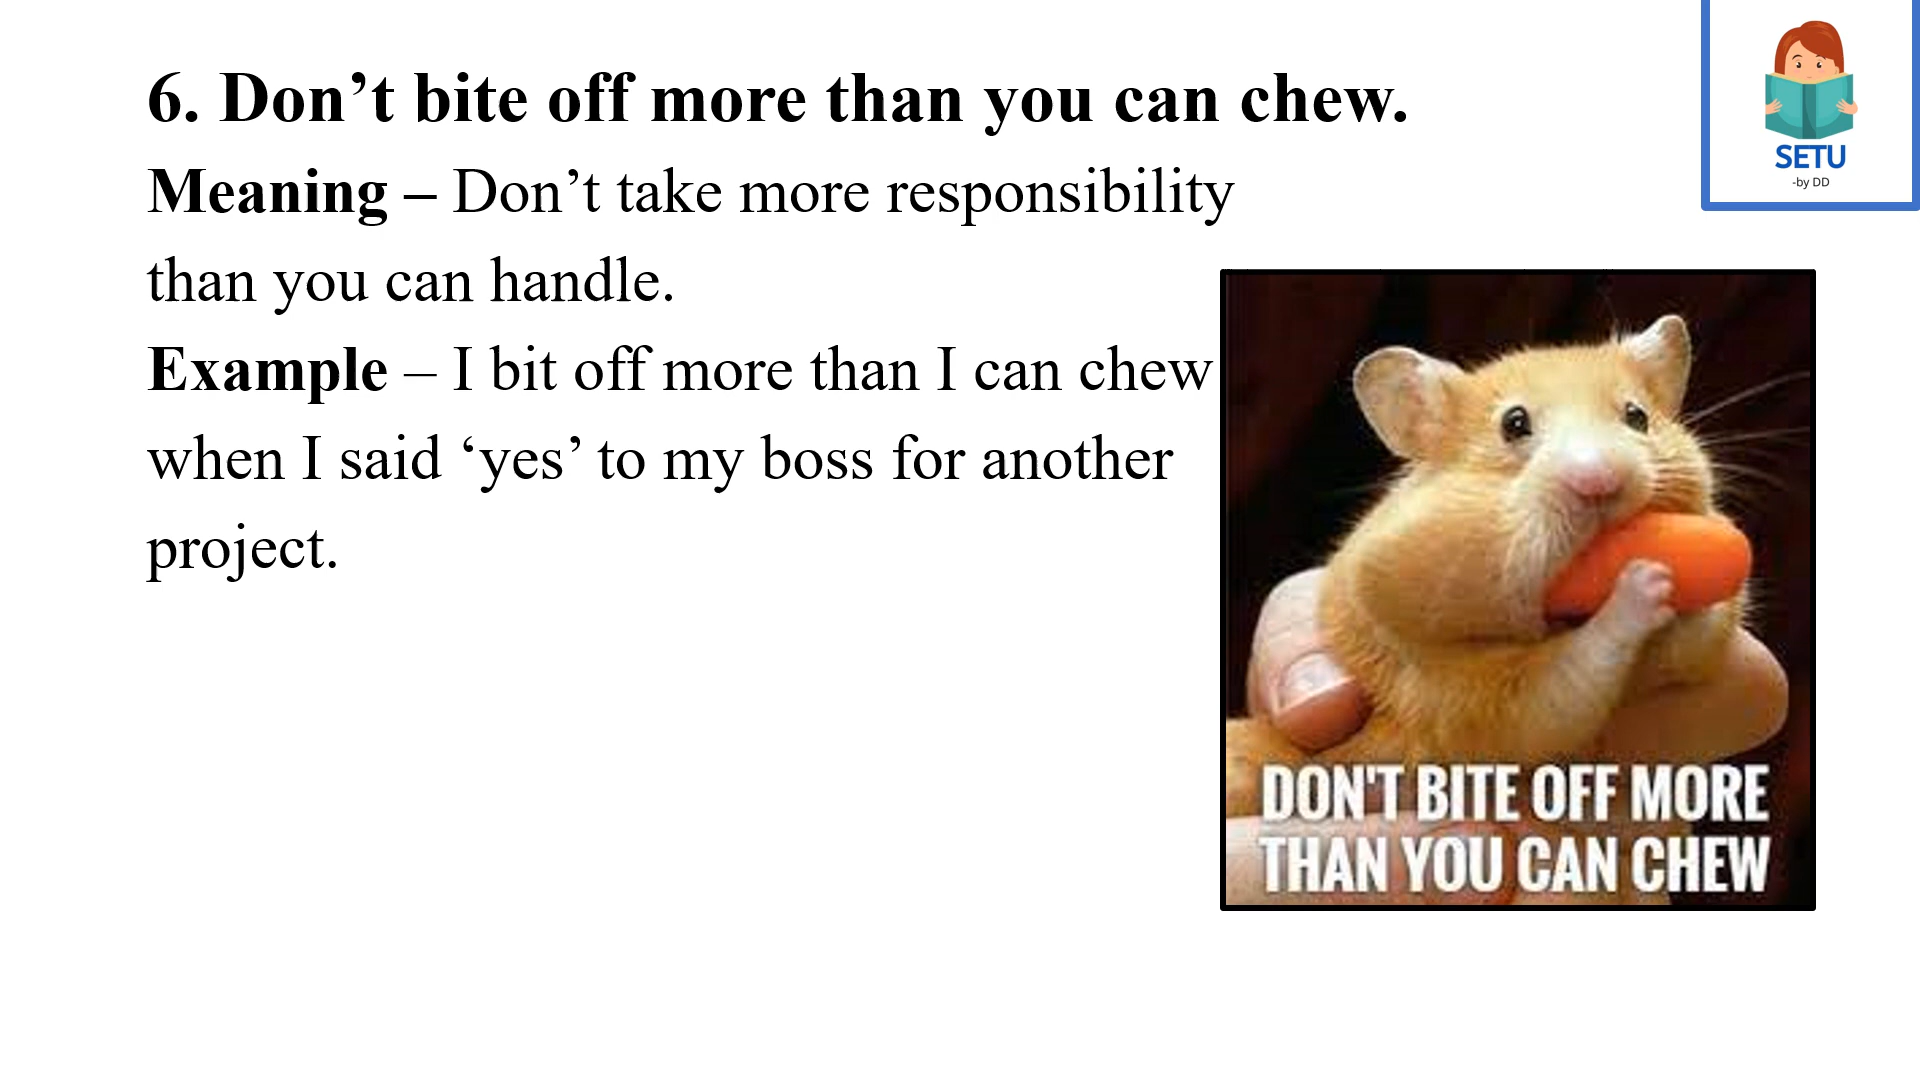 6. Don’t bite off more than you can chew.
Meaning – Don’t take more responsibility
than you can handle.
Example – I bit off more than I can chew
when I said ‘yes’ to my boss for another
project.
SETU
-by DD
DON'T BITE OFF MORE
THAN YOU CAN CHEW